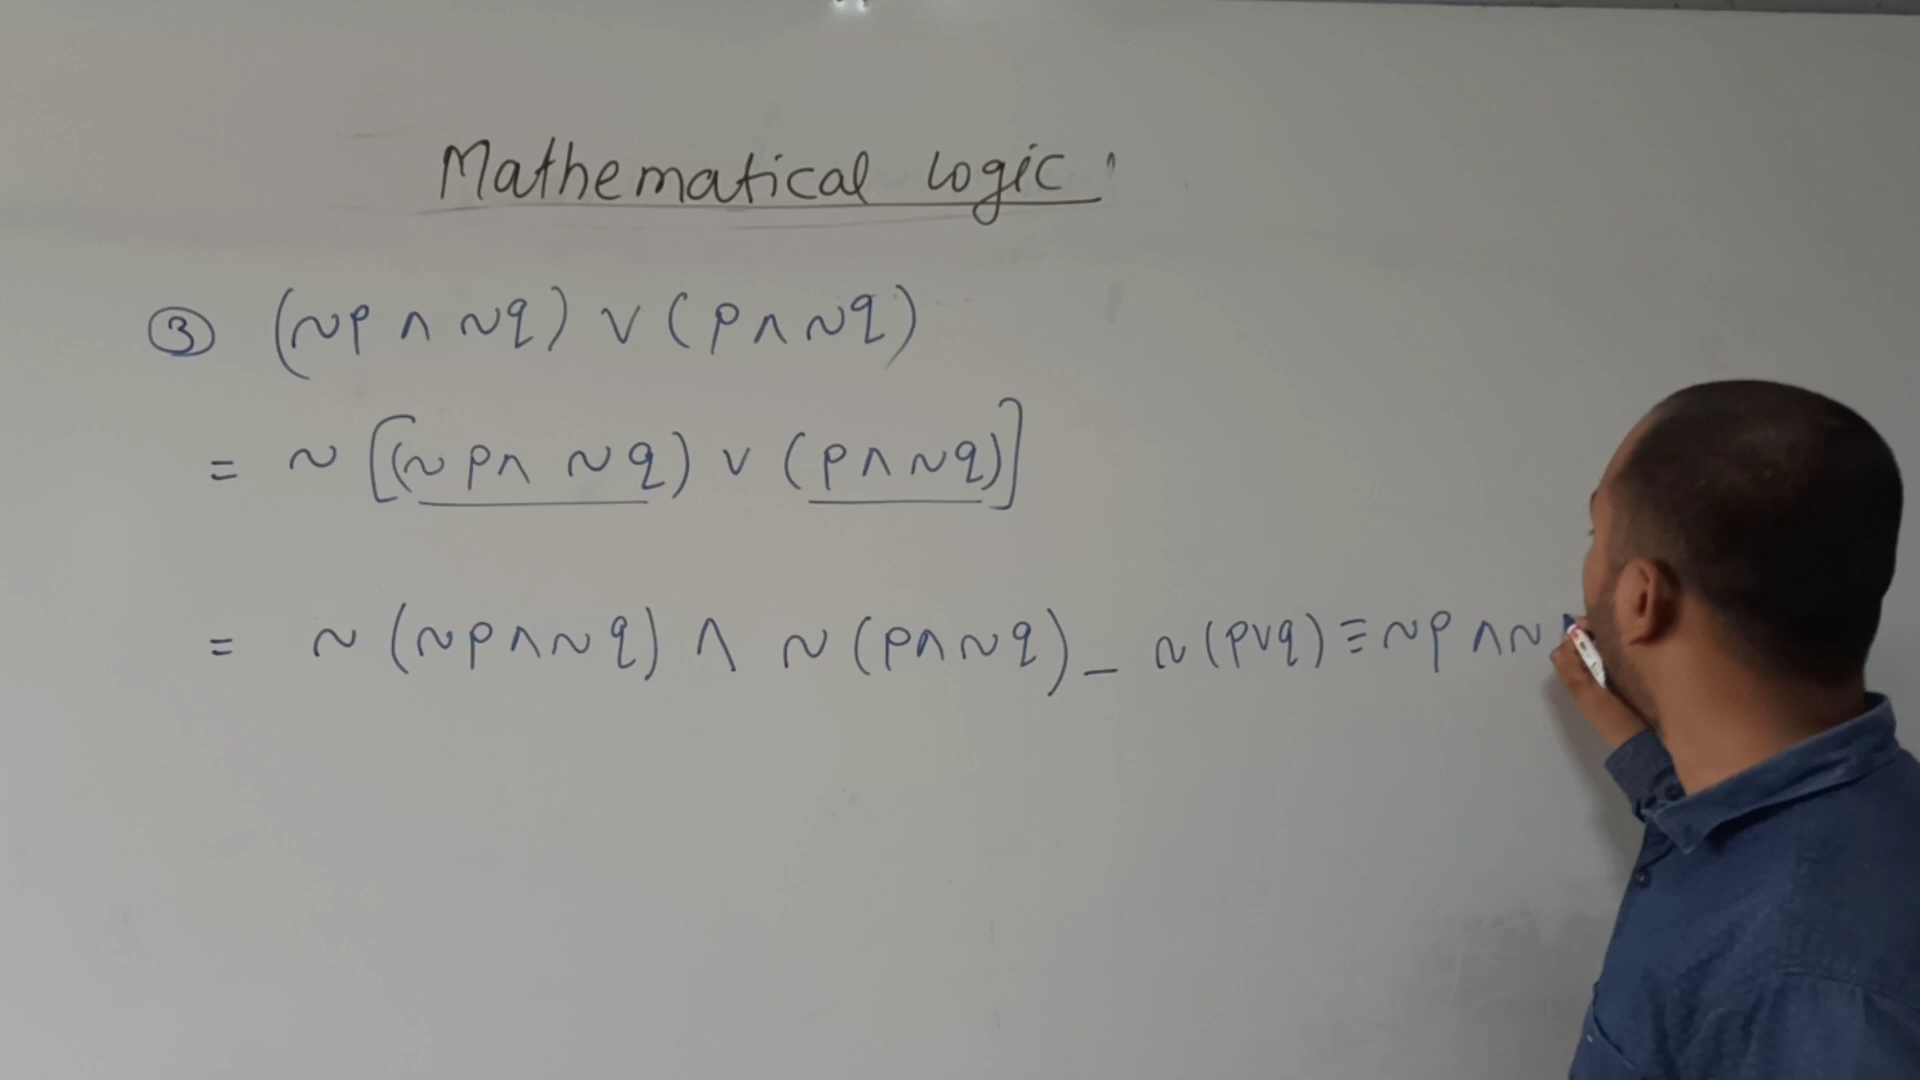 Mathematical Logic :
③ (~p ∧ ~q) ∨ (p ∧ ~q)
= ~ [(~p ∧ ~q) ∨ (p ∧ ~q)]
= ~ (~p ∧ ~q) ∧ ~ (p ∧ ~q) – ~ (p ∨ q) ≡ ~p ∧ ~